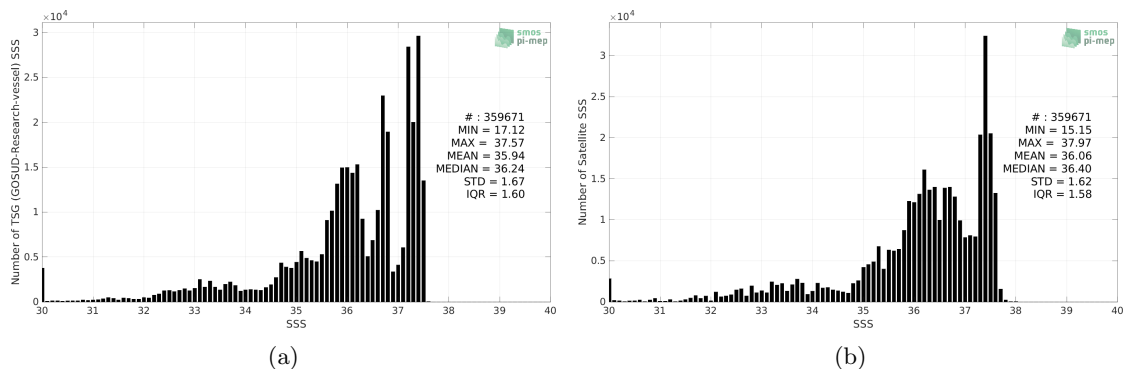 ×10⁴
3
2.5
2
1.5
1
0.5
0
Number of TSG (GOSUD-Research-vessel) SSS
smos
pi-mep
# : 359671
MIN = 17.12
MAX = 37.57
MEAN = 35.94
MEDIAN = 36.24
STD = 1.67
IQR = 1.60
30 31 32 33 34 35 36 37 38 39 40
SSS
(a)
×10⁴
3
2.5
2
1.5
1
0.5
0
Number of Satellite SSS
smos
pi-mep
# : 359671
MIN = 15.15
MAX = 37.97
MEAN = 36.06
MEDIAN = 36.40
STD = 1.62
IQR = 1.58
30 31 32 33 34 35 36 37 38 39 40
SSS
(b)